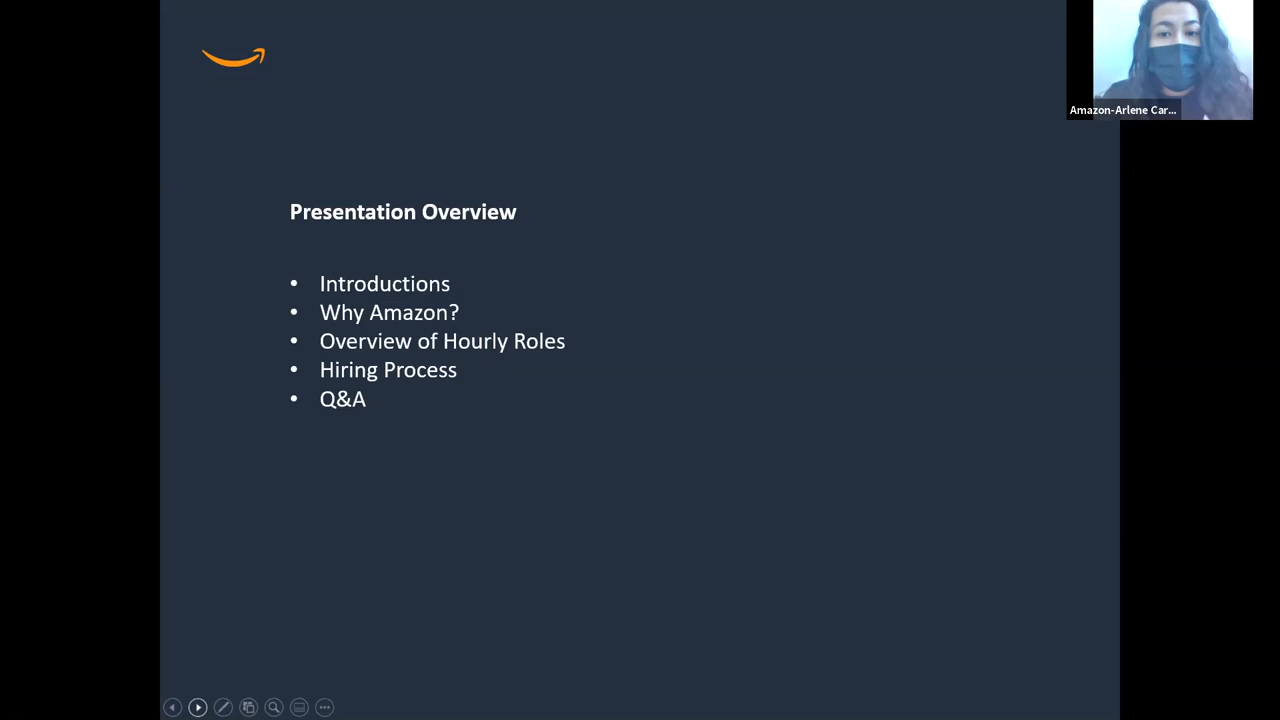 Amazon-Arlene Car...
Presentation Overview
• Introductions
• Why Amazon?
• Overview of Hourly Roles
• Hiring Process
• Q&A